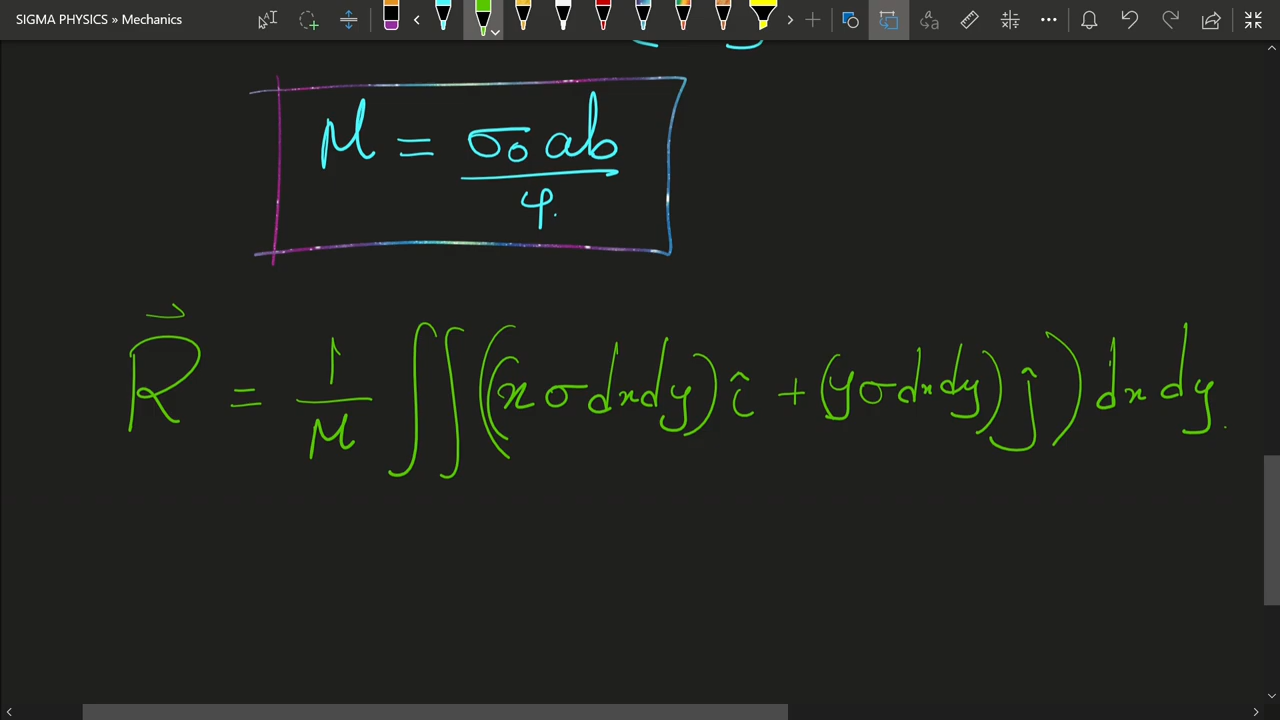 SIGMA PHYSICS » Mechanics
M = σ₀ab / 4.
R⃗ = 1/M ∬((xσdxdy)î + (yσdxdy)ĵ)dxdy.